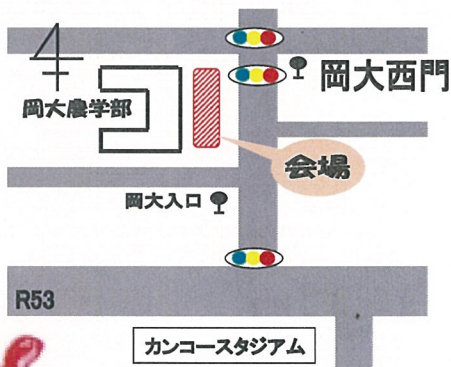 岡大西門
岡大農学部
会場
岡大入口
R53
カンコースタジアム